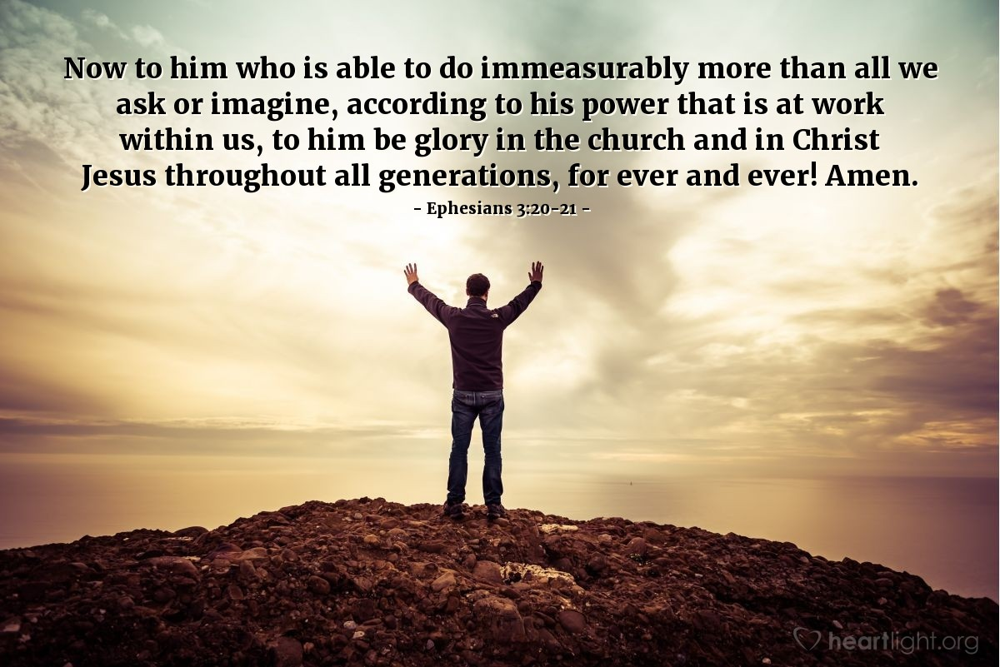 Now to him who is able to do immeasurably more than all we
ask or imagine, according to his power that is at work
within us, to him be glory in the church and in Christ
Jesus throughout all generations, for ever and ever! Amen.
- Ephesians 3:20-21 -
heartlight.org